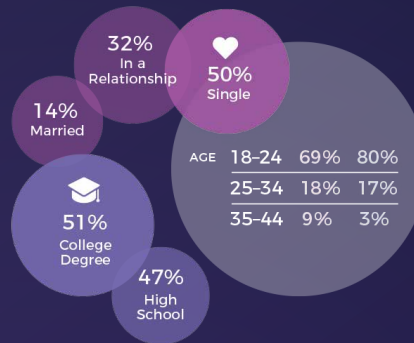 32%
In a
Relationship
50%
Single
14%
Married
AGE 18–24 69% 80%
25–34 18% 17%
35–44 9% 3%
51%
College
Degree
47%
High
School